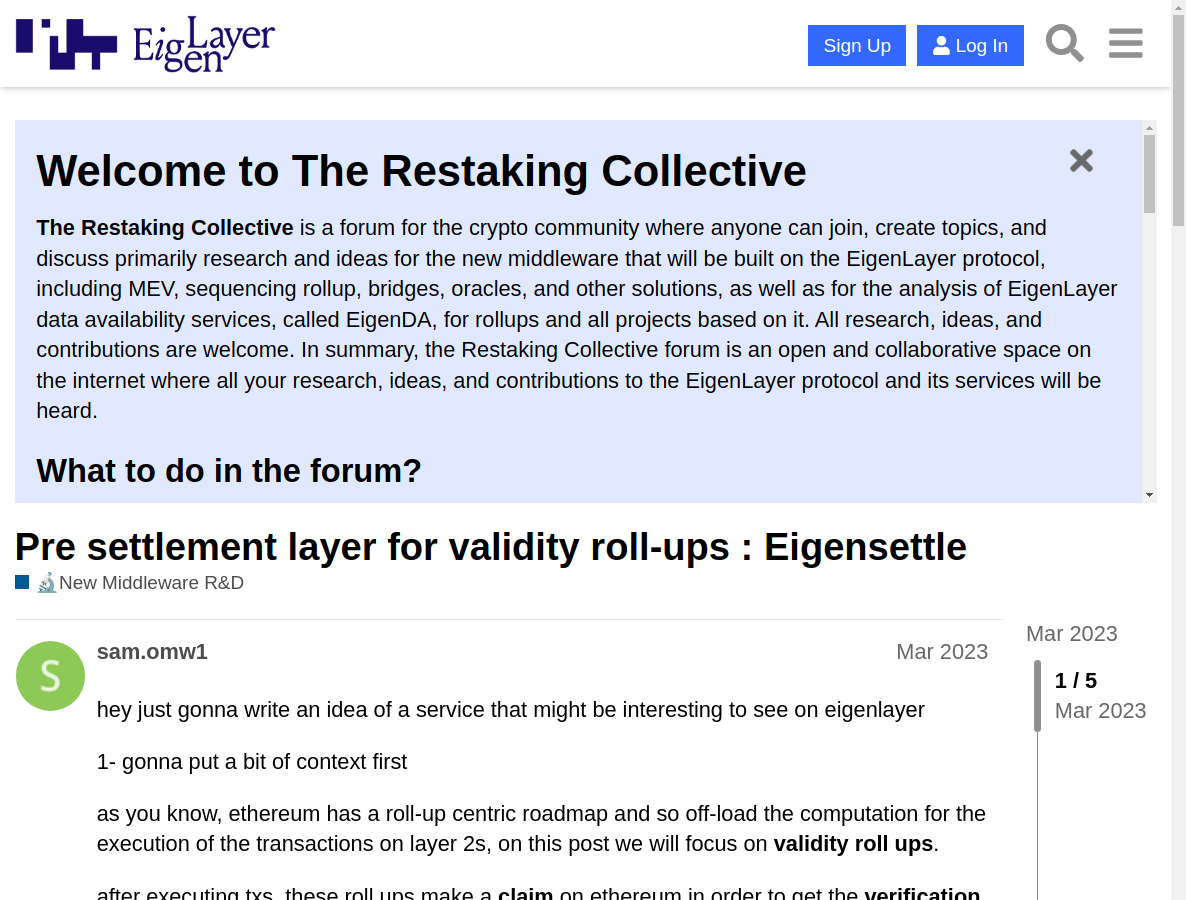 EigenLayer
Sign Up
Log In
Welcome to The Restaking Collective
The Restaking Collective is a forum for the crypto community where anyone can join, create topics, and
discuss primarily research and ideas for the new middleware that will be built on the EigenLayer protocol,
including MEV, sequencing rollup, bridges, oracles, and other solutions, as well as for the analysis of EigenLayer
data availability services, called EigenDA, for rollups and all projects based on it. All research, ideas, and
contributions are welcome. In summary, the Restaking Collective forum is an open and collaborative space on
the internet where all your research, ideas, and contributions to the EigenLayer protocol and its services will be
heard.
What to do in the forum?
Pre settlement layer for validity roll-ups : Eigensettle
New Middleware R&D
S
sam.omw1
Mar 2023
hey just gonna write an idea of a service that might be interesting to see on eigenlayer
1- gonna put a bit of context first
as you know, ethereum has a roll-up centric roadmap and so off-load the computation for the
execution of the transactions on layer 2s, on this post we will focus on validity roll ups.
after executing txs, these roll ups make a claim on ethereum in order to get the verification
Mar 2023
1 / 5
Mar 2023